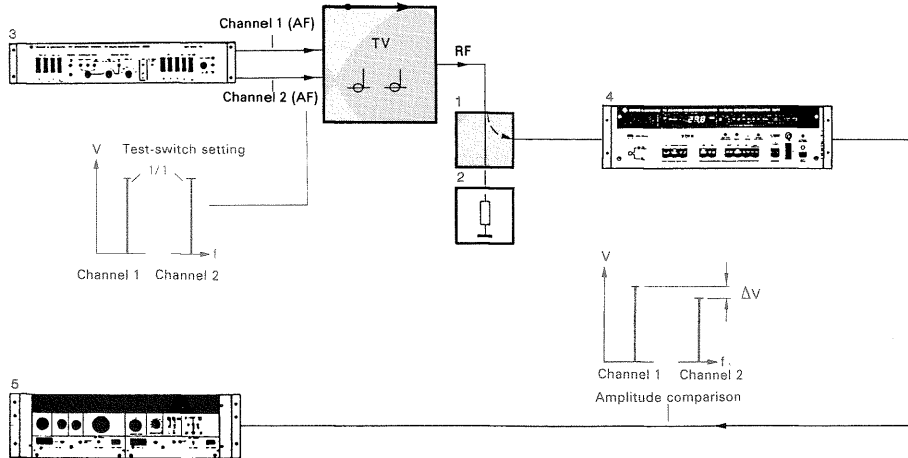 Channel 1 (AF)
3
TV
RF
Channel 2 (AF)
1
4
V
Test-switch setting
1/1
2
f
Channel 1
Channel 2
V
ΔV
f
Channel 1
Channel 2
Amplitude comparison
5